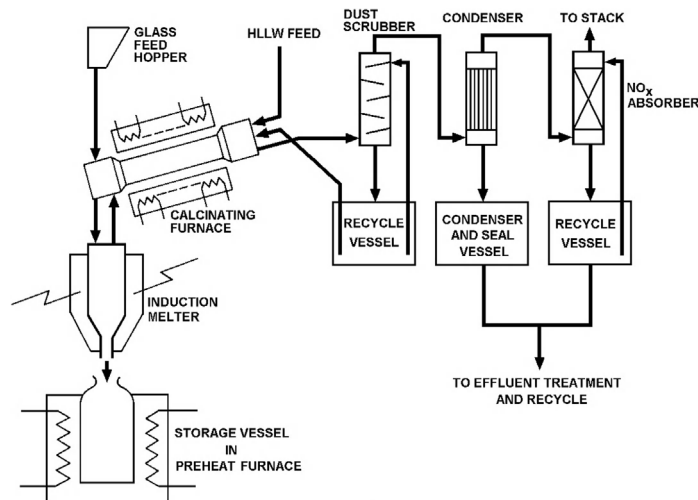 GLASS
FEED
HOPPER
HLLW FEED
DUST
SCRUBBER
CONDENSER
TO STACK
NOx
ABSORBER
CALCINATING
FURNACE
RECYCLE
VESSEL
CONDENSER
AND SEAL
VESSEL
RECYCLE
VESSEL
INDUCTION
MELTER
TO EFFLUENT TREATMENT
AND RECYCLE
STORAGE VESSEL
IN
PREHEAT FURNACE